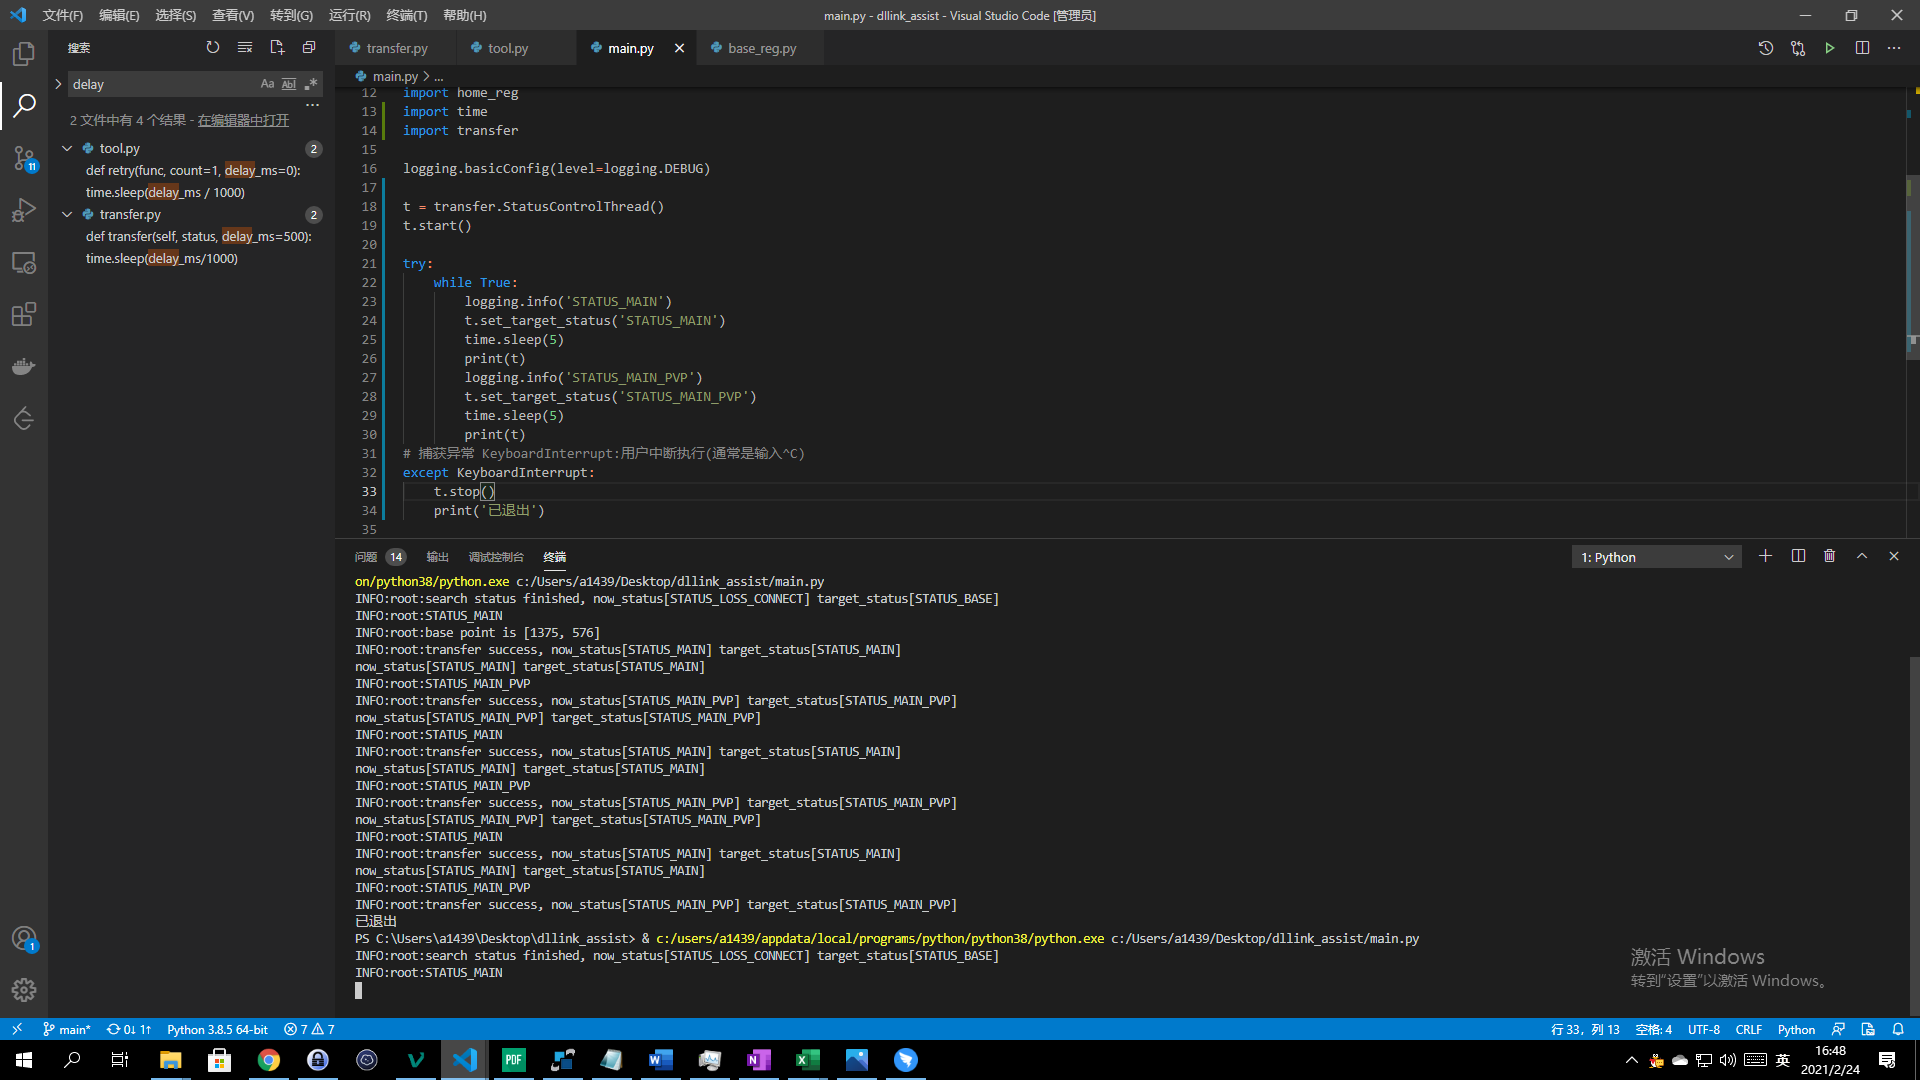 文件(F) 编辑(E) 选择(S) 查看(V) 转到(G) 运行(R) 终端(T) 帮助(H)
main.py - dllink_assist - Visual Studio Code [管理员]
搜索
transfer.py tool.py main.py base_reg.py
delay
Aa Abl .*
main.py > ...
2 文件中有 4 个结果 - 在编辑器中打开
tool.py 2
def retry(func, count=1, delay_ms=0):
time.sleep(delay_ms / 1000)
transfer.py 2
def transfer(self, status, delay_ms=500):
time.sleep(delay_ms/1000)
12 import home_reg
13 import time
14 import transfer
15
16 logging.basicConfig(level=logging.DEBUG)
17
18 t = transfer.StatusControlThread()
19 t.start()
20
21 try:
22 while True:
23 logging.info('STATUS_MAIN')
24 t.set_target_status('STATUS_MAIN')
25 time.sleep(5)
26 print(t)
27 logging.info('STATUS_MAIN_PVP')
28 t.set_target_status('STATUS_MAIN_PVP')
29 time.sleep(5)
30 print(t)
31 # 捕获异常 KeyboardInterrupt:用户中断执行(通常是输入^C)
32 except KeyboardInterrupt:
33 t.stop()
34 print('已退出')
35
问题 14 输出 调试控制台 终端
1: Python
on/python38/python.exe c:/Users/a1439/Desktop/dllink_assist/main.py
INFO:root:search status finished, now_status[STATUS_LOSS_CONNECT] target_status[STATUS_BASE]
INFO:root:STATUS_MAIN
INFO:root:base point is [1375, 576]
INFO:root:transfer success, now_status[STATUS_MAIN] target_status[STATUS_MAIN]
now_status[STATUS_MAIN] target_status[STATUS_MAIN]
INFO:root:STATUS_MAIN_PVP
INFO:root:transfer success, now_status[STATUS_MAIN_PVP] target_status[STATUS_MAIN_PVP]
now_status[STATUS_MAIN_PVP] target_status[STATUS_MAIN_PVP]
INFO:root:STATUS_MAIN
INFO:root:transfer success, now_status[STATUS_MAIN] target_status[STATUS_MAIN]
now_status[STATUS_MAIN] target_status[STATUS_MAIN]
INFO:root:STATUS_MAIN_PVP
INFO:root:transfer success, now_status[STATUS_MAIN_PVP] target_status[STATUS_MAIN_PVP]
now_status[STATUS_MAIN_PVP] target_status[STATUS_MAIN_PVP]
INFO:root:STATUS_MAIN
INFO:root:transfer success, now_status[STATUS_MAIN] target_status[STATUS_MAIN]
now_status[STATUS_MAIN] target_status[STATUS_MAIN]
INFO:root:STATUS_MAIN_PVP
INFO:root:transfer success, now_status[STATUS_MAIN_PVP] target_status[STATUS_MAIN_PVP]
已退出
PS C:\Users\a1439\Desktop\dllink_assist> & c:/users/a1439/appdata/local/programs/python/python38/python.exe c:/Users/a1439/Desktop/dllink_assist/main.py
INFO:root:search status finished, now_status[STATUS_LOSS_CONNECT] target_status[STATUS_BASE]
INFO:root:STATUS_MAIN
激活 Windows
转到"设置"以激活 Windows。
11
1
main* 0↓ 1↑ Python 3.8.5 64-bit 7 7
行 33，列 13 空格: 4 UTF-8 CRLF Python
PDF
英
16:48
2021/2/24